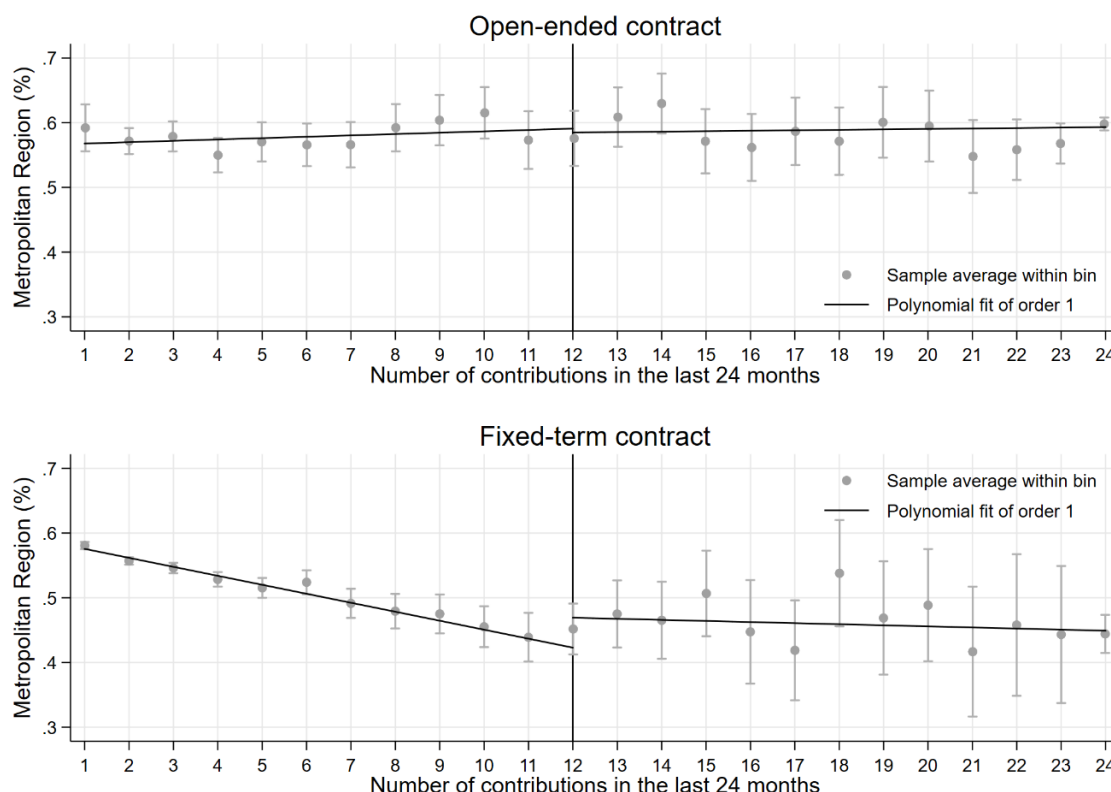 Open-ended contract
Metropolitan Region (%)
.7
.6
.5
.4
.3
Sample average within bin
Polynomial fit of order 1
1 2 3 4 5 6 7 8 9 10 11 12 13 14 15 16 17 18 19 20 21 22 23 24
Number of contributions in the last 24 months
Fixed-term contract
Metropolitan Region (%)
.7
.6
.5
.4
.3
Sample average within bin
Polynomial fit of order 1
1 2 3 4 5 6 7 8 9 10 11 12 13 14 15 16 17 18 19 20 21 22 23 24
Number of contributions in the last 24 months